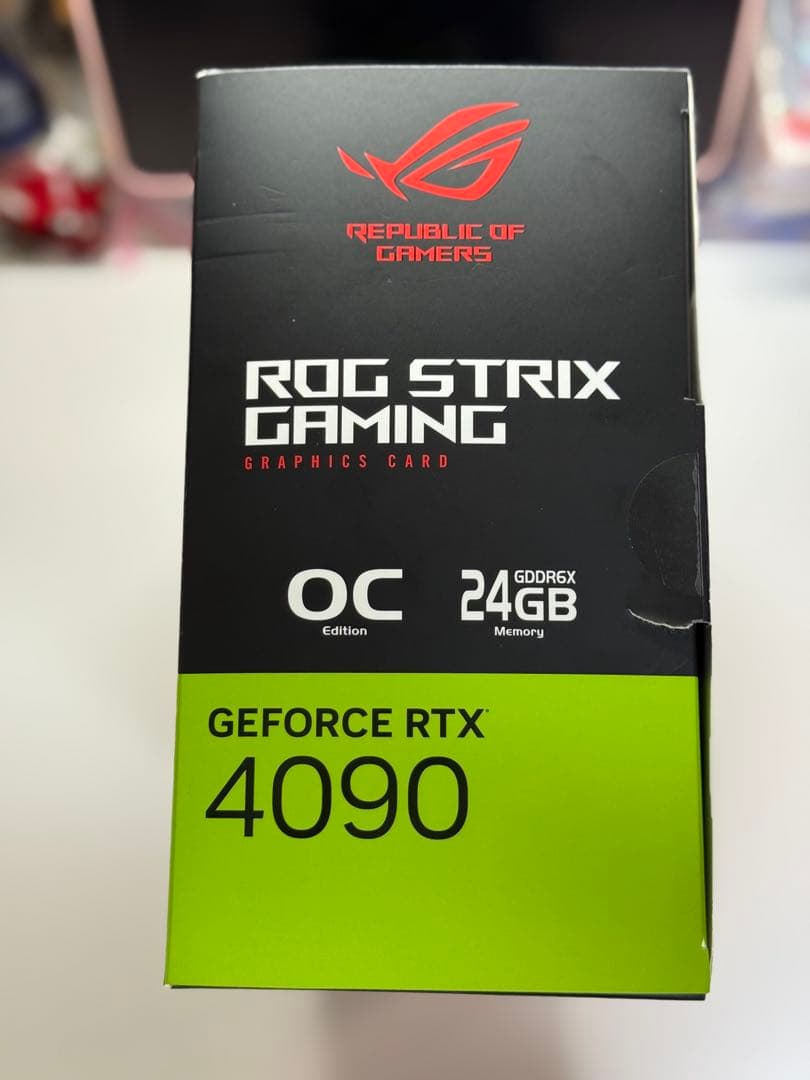 REPUBLIC OF
GAMERS
ROG STRIX
GAMING
GRAPHICS CARD
OC
Edition
24GB
GDDR6X
Memory
GEFORCE RTX
4090